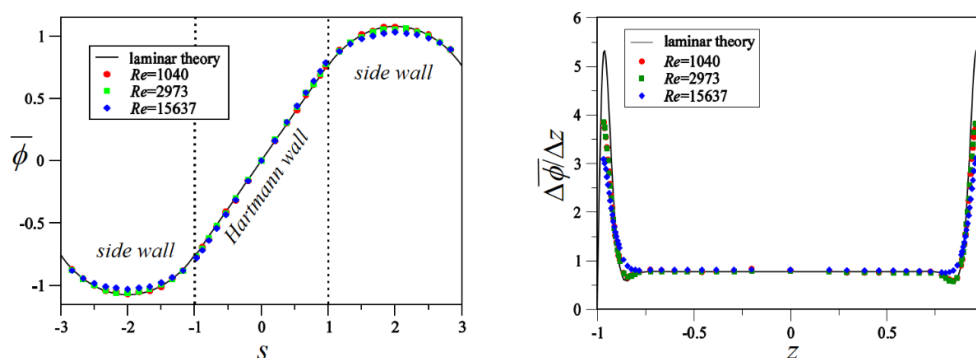 1
0.5
0
-0.5
-1
ϕ
laminar theory
Re=1040
Re=2973
Re=15637
side wall
Hartmann wall
side wall
-3
-2
-1
0
1
2
3
s
6
5
4
3
2
1
0
Δϕ/Δz
laminar theory
Re=1040
Re=2973
Re=15637
-1
-0.5
0
0.5
z